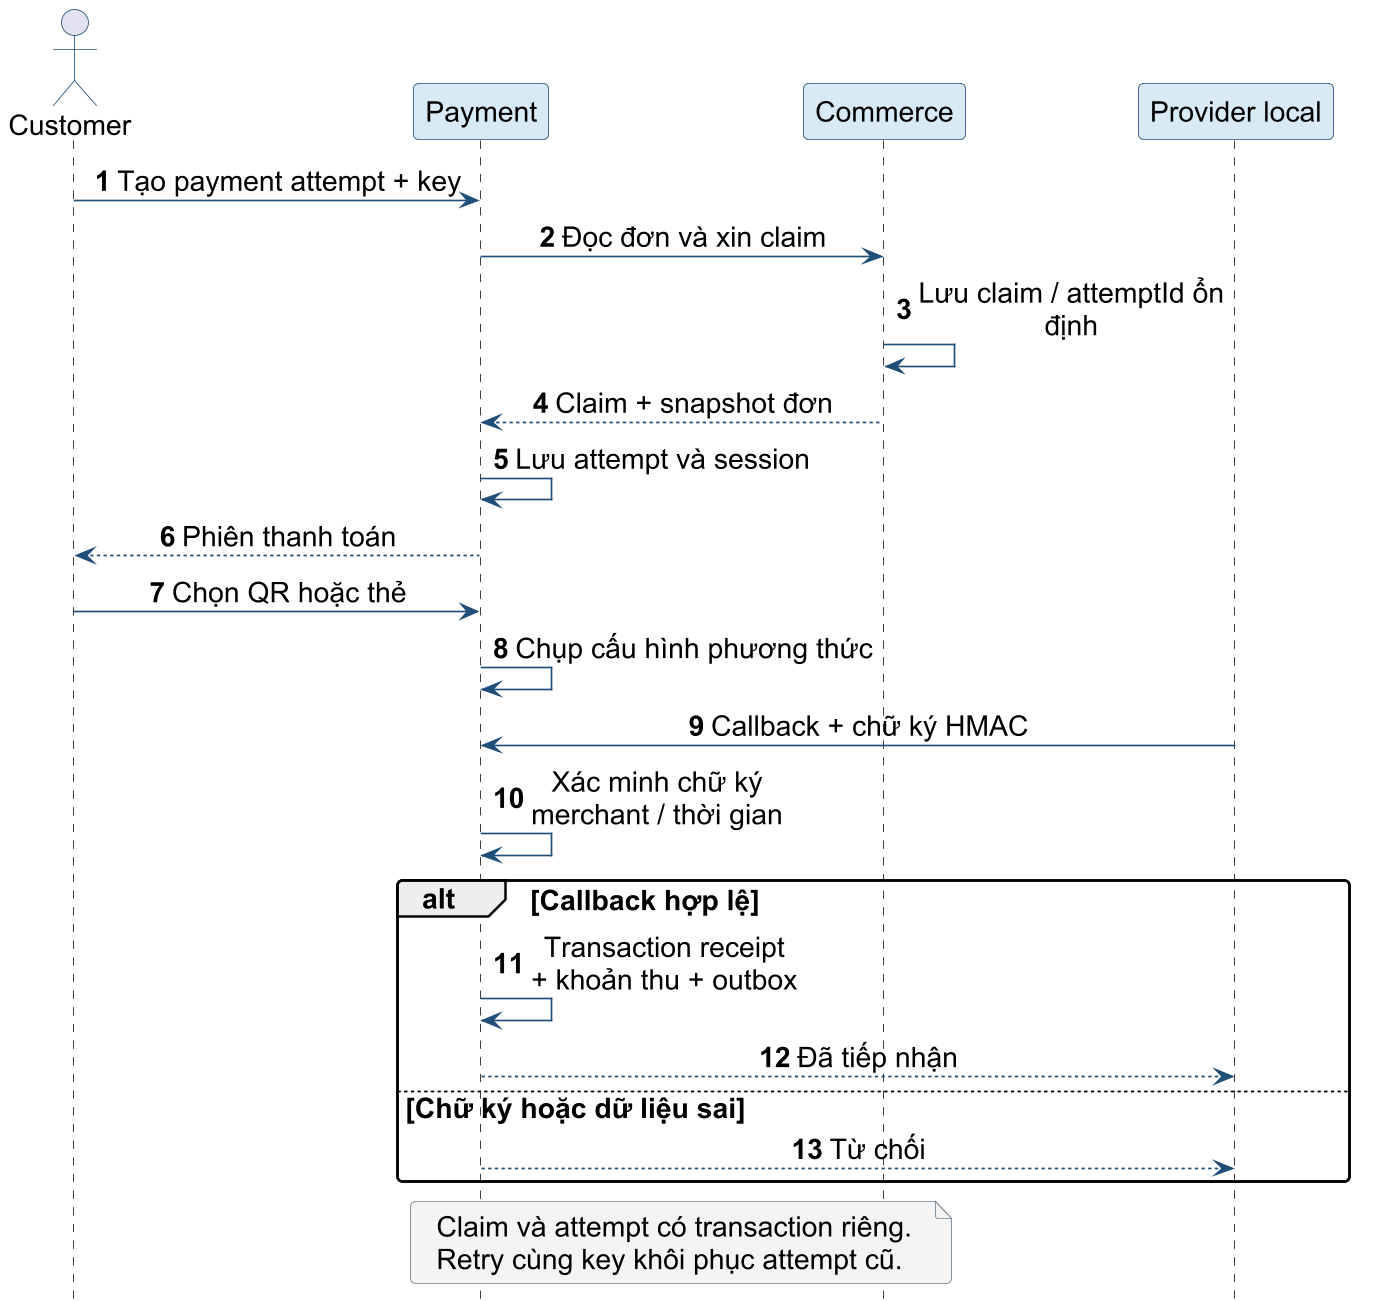 Customer
Payment
Commerce
Provider local
1 Tạo payment attempt + key
2 Đọc đơn và xin claim
3 Lưu claim / attemptId ổn
định
4 Claim + snapshot đơn
5 Lưu attempt và session
6 Phiên thanh toán
7 Chọn QR hoặc thẻ
8 Chụp cấu hình phương thức
9 Callback + chữ ký HMAC
10 Xác minh chữ ký
merchant / thời gian
alt [Callback hợp lệ]
11 Transaction receipt
+ khoản thu + outbox
12 Đã tiếp nhận
[Chữ ký hoặc dữ liệu sai]
13 Từ chối
Claim và attempt có transaction riêng.
Retry cùng key khôi phục attempt cũ.